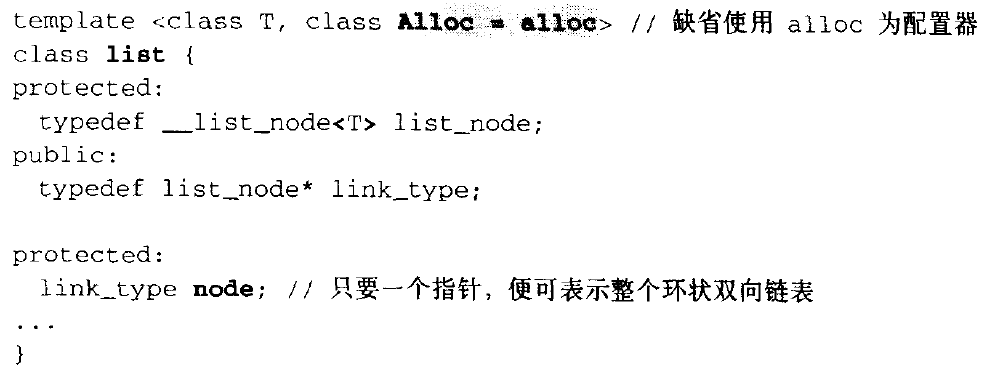 template <class T, class Alloc = alloc> // 缺省使用 alloc 为配置器
class list {
protected:
typedef __list_node<T> list_node;
public:
typedef list_node* link_type;
protected:
link_type node; // 只要一个指针，便可表示整个环状双向链表
...
}